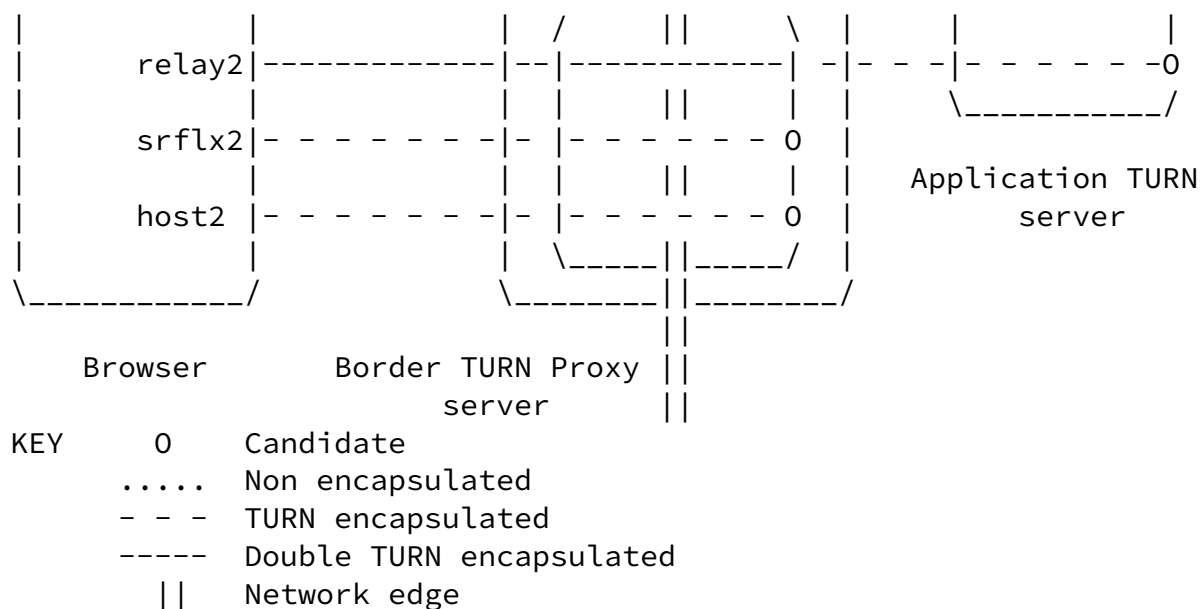 relay2
srflx2
Application TURN
host2 server
Browser Border TURN Proxy
server
KEY O Candidate
..... Non encapsulated
- - - TURN encapsulated
----- Double TURN encapsulated
|| Network edge